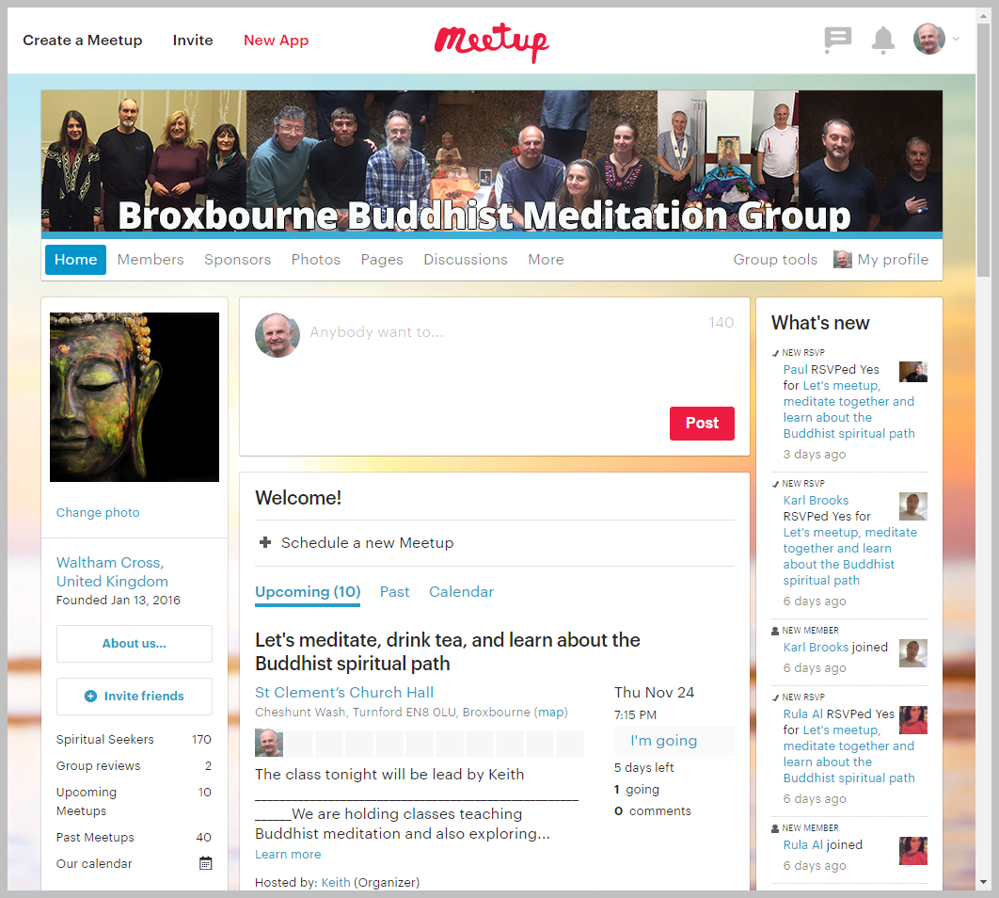 Create a Meetup
Invite
New App
Meetup
Broxbourne Buddhist Meditation Group
Home
Members
Sponsors
Photos
Pages
Discussions
More
Group tools
My profile
Change photo
Waltham Cross,
United Kingdom
Founded Jan 13, 2016
About us...
Invite friends
Spiritual Seekers 170
Group reviews 2
Upcoming 10
Meetups
Past Meetups 40
Our calendar
Anybody want to...
140
Post
Welcome!
Schedule a new Meetup
Upcoming (10)
Past
Calendar
Let's meditate, drink tea, and learn about the
Buddhist spiritual path
St Clement's Church Hall
Cheshunt Wash, Turnford EN8 0LU, Broxbourne (map)
The class tonight will be lead by Keith
_________________________________________________
______We are holding classes teaching
Buddhist meditation and also exploring...
Learn more
Hosted by: Keith (Organizer)
Thu Nov 24
7:15 PM
I'm going
5 days left
1 going
0 comments
What's new
NEW RSVP
Paul RSVPed Yes
for Let's meetup,
meditate together and
learn about the
Buddhist spiritual path
3 days ago
NEW RSVP
Karl Brooks
RSVPed Yes for
Let's meetup, meditate
together and learn
about the Buddhist
spiritual path
6 days ago
NEW MEMBER
Karl Brooks joined
6 days ago
NEW RSVP
Rula Al RSVPed Yes
for Let's meetup,
meditate together and
learn about the
Buddhist spiritual path
6 days ago
NEW MEMBER
Rula Al joined
6 days ago